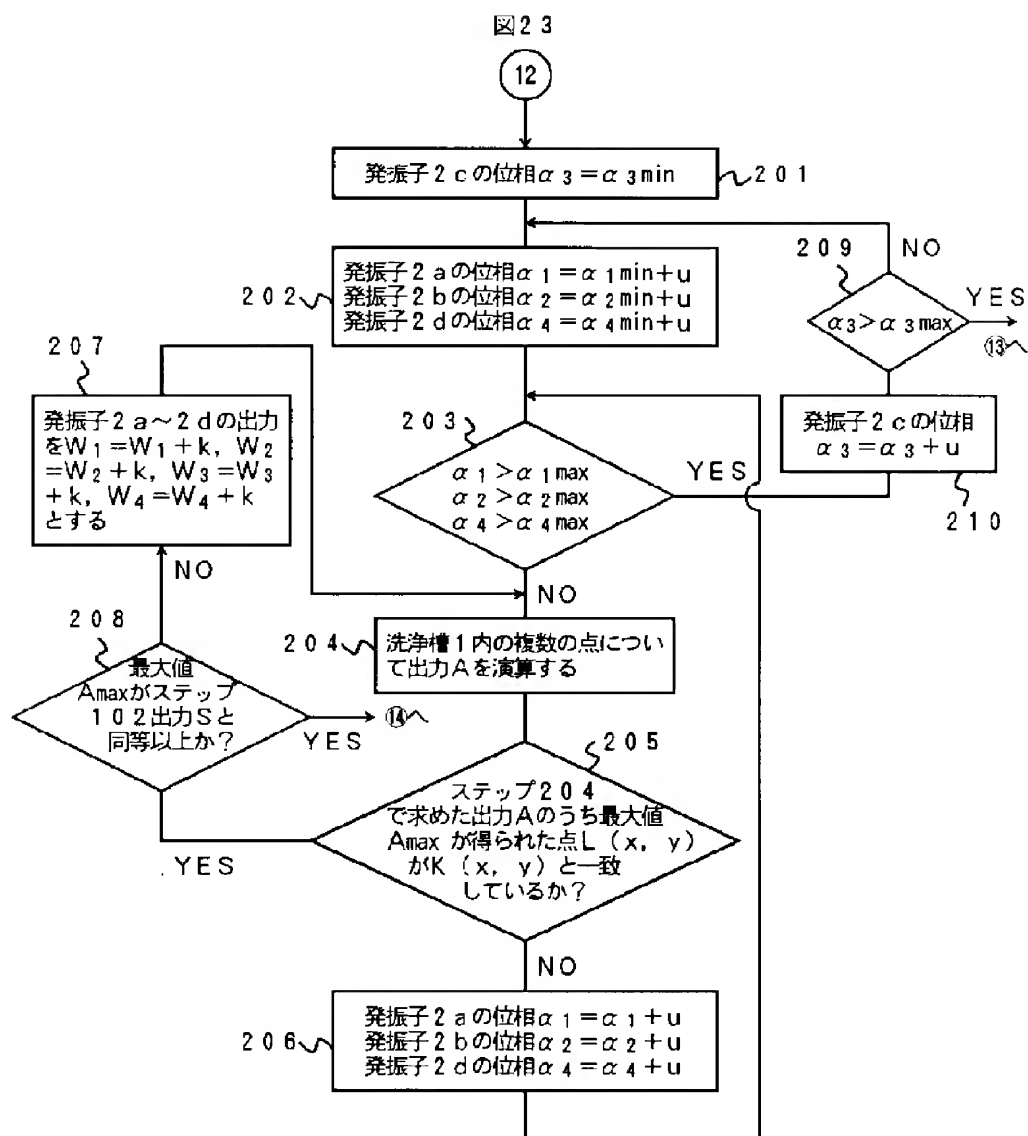 図23
12
発振子2cの位相α3=α3min
201
209
NO
YES
α3>α3max
⑬へ
発振子2aの位相α1=α1min+u
発振子2bの位相α2=α2min+u
発振子2dの位相α4=α4min+u
202
207
発振子2a~2dの出力
をW1=W1+k, W2
=W2+k, W3=W3
+k, W4=W4+k
とする
203
α1>α1max
α2>α2max
α4>α4max
YES
発振子2cの位相
α3=α3+u
210
NO
NO
208
最大値
Amaxがステップ
102出力Sと
同等以上か?
YES
⑭へ
204
洗浄槽1内の複数の点につい
て出力Aを演算する
205
ステップ204
で求めた出力Aのうち最大値
Amaxが得られた点L(x, y)
がK(x, y)と一致
しているか?
YES
NO
206
発振子2aの位相α1=α1+u
発振子2bの位相α2=α2+u
発振子2dの位相α4=α4+u